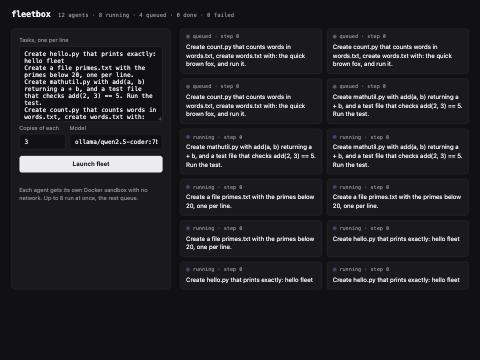 fleetbox 12 agents · 8 running · 4 queued · 0 done · 0 failed
Tasks, one per line
Create hello.py that prints exactly:
hello fleet
Create a file primes.txt with the
primes below 20, one per line.
Create mathutil.py with add(a, b)
returning a + b, and a test file
that checks add(2, 3) == 5. Run the
test.
Create count.py that counts words in
words.txt, create words.txt with:
Copies of each Model
3 ollama/qwen2.5-coder:7b
Launch fleet
Each agent gets its own Docker sandbox with no
network. Up to 8 run at once, the rest queue.
queued · step 0
Create count.py that counts words in
words.txt, create words.txt with: the quick
brown fox, and run it.
queued · step 0
Create count.py that counts words in
words.txt, create words.txt with: the quick
brown fox, and run it.
queued · step 0
Create count.py that counts words in
words.txt, create words.txt with: the quick
brown fox, and run it.
queued · step 0
Create mathutil.py with add(a, b) returning a
+ b, and a test file that checks add(2, 3) == 5.
Run the test.
running · step 0
Create mathutil.py with add(a, b) returning a
+ b, and a test file that checks add(2, 3) == 5.
Run the test.
running · step 0
Create mathutil.py with add(a, b) returning a
+ b, and a test file that checks add(2, 3) == 5.
Run the test.
running · step 0
Create a file primes.txt with the primes below
20, one per line.
running · step 0
Create a file primes.txt with the primes below
20, one per line.
running · step 0
Create a file primes.txt with the primes below
20, one per line.
running · step 0
Create hello.py that prints exactly: hello fleet
running · step 0
Create hello.py that prints exactly: hello fleet
running · step 0
Create hello.py that prints exactly: hello fleet